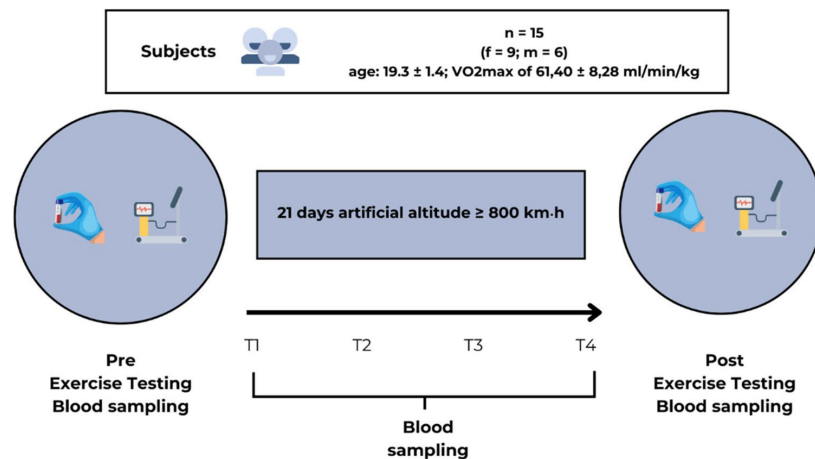 Subjects
n = 15
(f = 9; m = 6)
age: 19.3 ± 1.4; VO2max of 61,40 ± 8,28 ml/min/kg
21 days artificial altitude ≥ 800 km·h
T1 T2 T3 T4
Pre
Exercise Testing
Blood sampling
Blood
sampling
Post
Exercise Testing
Blood sampling